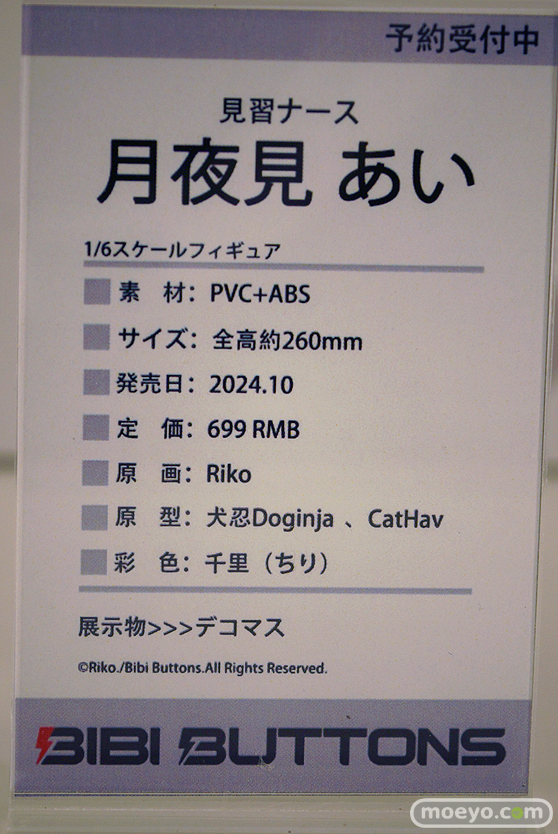 予約受付中
見習ナース
月夜見 あい
1/6スケールフィギュア
素　材：PVC+ABS
サイズ：全高約260mm
発売日：2024.10
定　価：699 RMB
原　画：Riko
原　型：犬忍Doginja 、CatHav
彩　色：千里（ちり）
展示物>>>デコマス
©Riko./Bibi Buttons.All Rights Reserved.
BIBI BUTTONS
moeyo.com